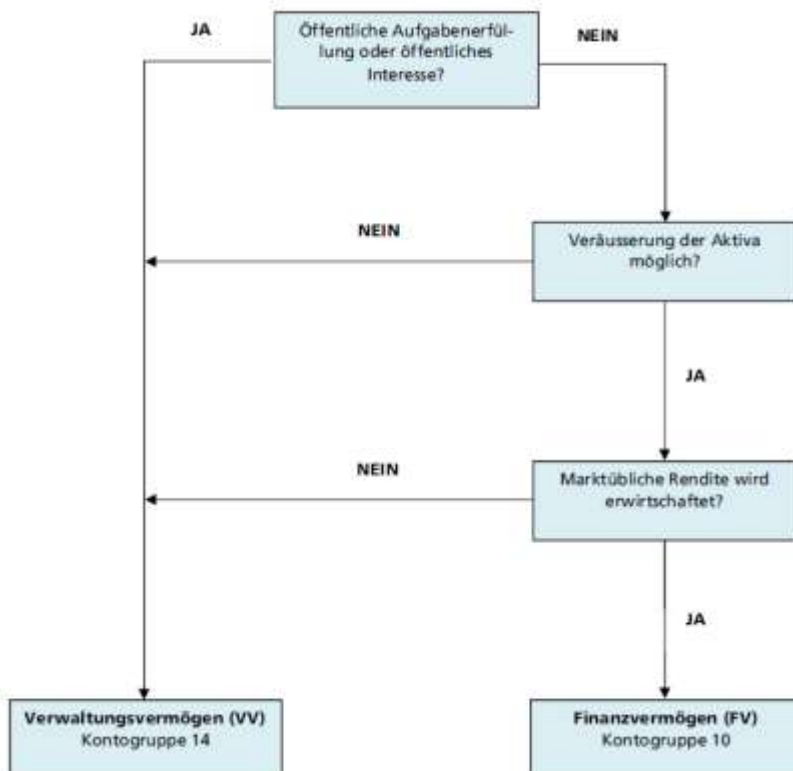 JA
Öffentliche Aufgabenerfül-
lung oder öffentliches
Interesse?
NEIN
NEIN
Veräusserung der Aktiva
möglich?
JA
NEIN
Marktübliche Rendite wird
erwirtschaftet?
JA
Verwaltungsvermögen (VV)
Kontogruppe 14
Finanzvermögen (FV)
Kontogruppe 10